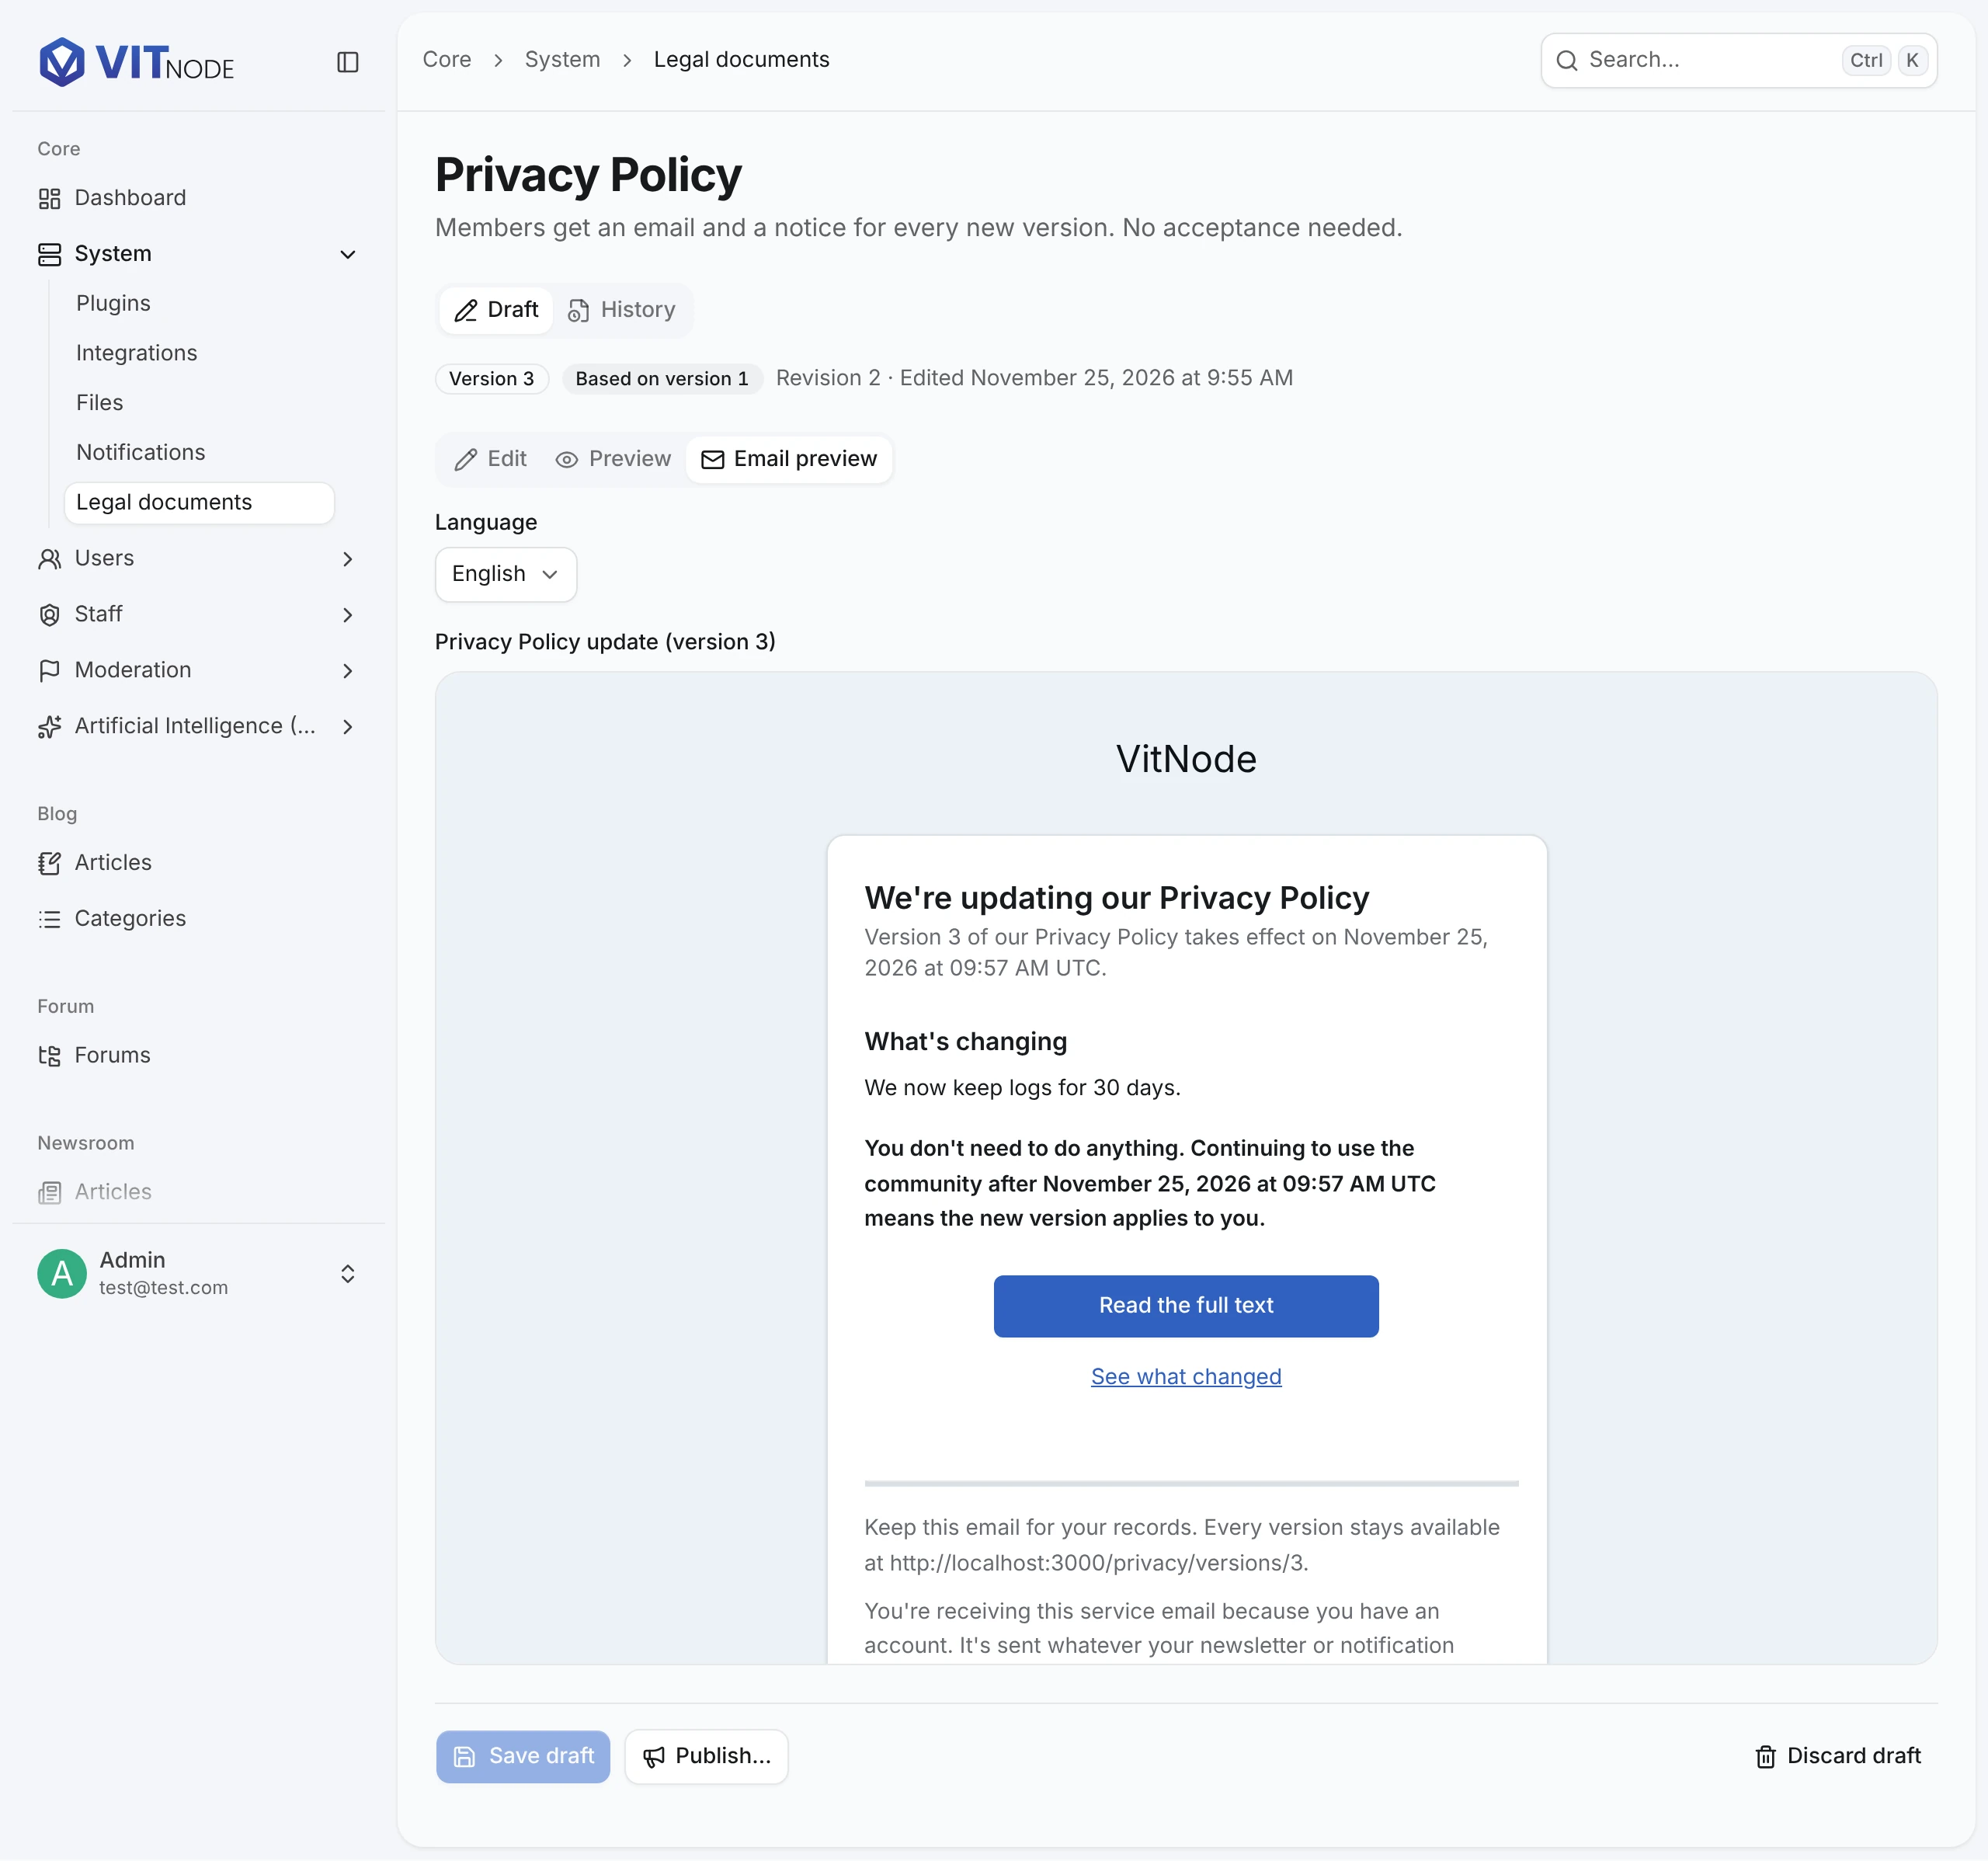 VITNODE
Core
Dashboard
System
Plugins
Integrations
Files
Notifications
Legal documents
Users
Staff
Moderation
Artificial Intelligence (...
Blog
Articles
Categories
Forum
Forums
Newsroom
Articles
A
Admin
test@test.com
Core > System > Legal documents
Search...
Ctrl K
Privacy Policy
Members get an email and a notice for every new version. No acceptance needed.
Draft
History
Version 3
Based on version 1
Revision 2 · Edited November 25, 2026 at 9:55 AM
Edit
Preview
Email preview
Language
English
Privacy Policy update (version 3)
VitNode
We're updating our Privacy Policy
Version 3 of our Privacy Policy takes effect on November 25,
2026 at 09:57 AM UTC.
What's changing
We now keep logs for 30 days.
You don't need to do anything. Continuing to use the
community after November 25, 2026 at 09:57 AM UTC
means the new version applies to you.
Read the full text
See what changed
Keep this email for your records. Every version stays available
at http://localhost:3000/privacy/versions/3.
You're receiving this service email because you have an
account. It's sent whatever your newsletter or notification
Save draft
Publish...
Discard draft